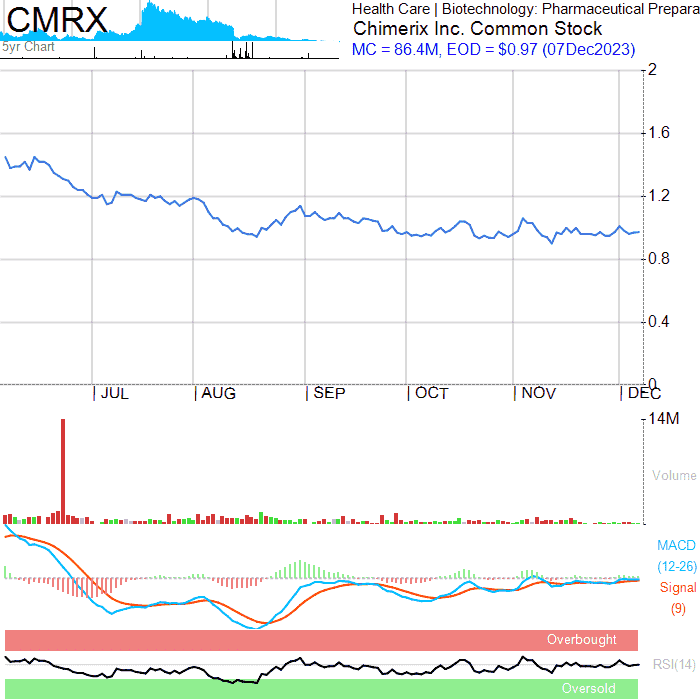 CMRX
5yr Chart
Health Care | Biotechnology: Pharmaceutical Prepara
Chimerix Inc. Common Stock
MC = 86.4M, EOD = $0.97 (07Dec2023)
2
1.6
1.2
0.8
0.4
0
JUL AUG SEP OCT NOV DEC
14M
Volume
MACD
(12-26)
Signal
(9)
Overbought
RSI(14)
Oversold